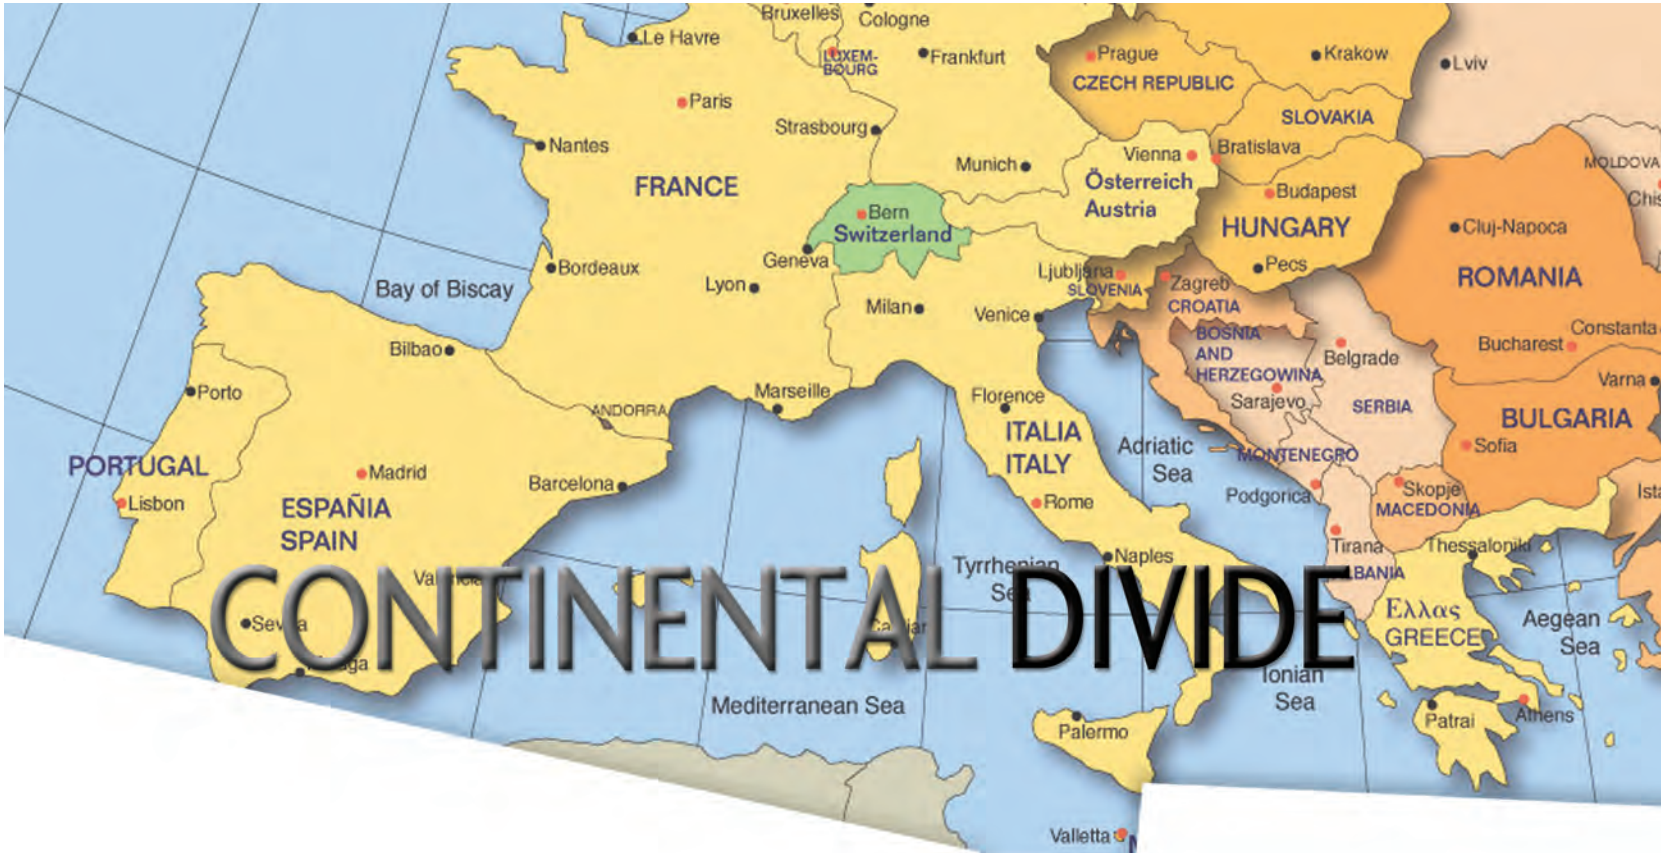 Bruxelles
Cologne
Le Havre
LUXEM-
BOURG
Frankfurt
Prague
CZECH REPUBLIC
Krakow
Lviv
Paris
SLOVAKIA
Strasbourg
Nantes
Munich
Vienna
Bratislava
MOLDOVA
FRANCE
Österreich
Austria
Budapest
Bern
Switzerland
HUNGARY
Cluj-Napoca
Geneva
Bordeaux
Lyon
Bay of Biscay
Ljubljana
SLOVENIA
Pecs
Zagreb
CROATIA
ROMANIA
Milan
Venice
BOSNIA
AND
HERZEGOWINA
Constanta
Bucharest
Bilbao
Belgrade
Varna
Porto
Marseille
Florence
Sarajevo
SERBIA
ANDORRA
BULGARIA
ITALIA
ITALY
Adriatic
Sea
Sofia
MONTENEGRO
PORTUGAL
Madrid
Barcelona
Lisbon
Rome
Podgorica
Skopje
MACEDONIA
ESPAÑIA
SPAIN
Tirana
Thessaloniki
Naples
Tyrrhenian
Sea
CONTINENTAL DIVIDE
Ελλας
GREECE
Aegean
Sea
Ionian
Sea
Mediterranean Sea
Palermo
Patrai
Athens
Valletta